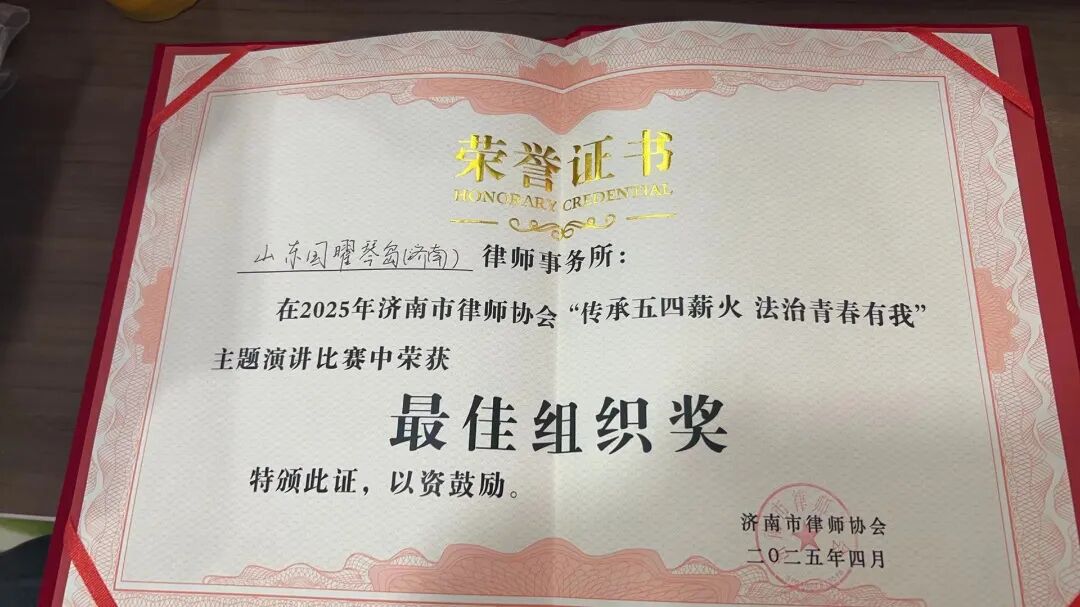 荣誉证书
HONORARY CREDENTIAL
山东国曜琴岛(济南)律师事务所：
在2025年济南市律师协会“传承五四薪火 法治青春有我”
主题演讲比赛中荣获
最佳组织奖
特颁此证，以资鼓励。
济南市律师协会
二〇二五年四月